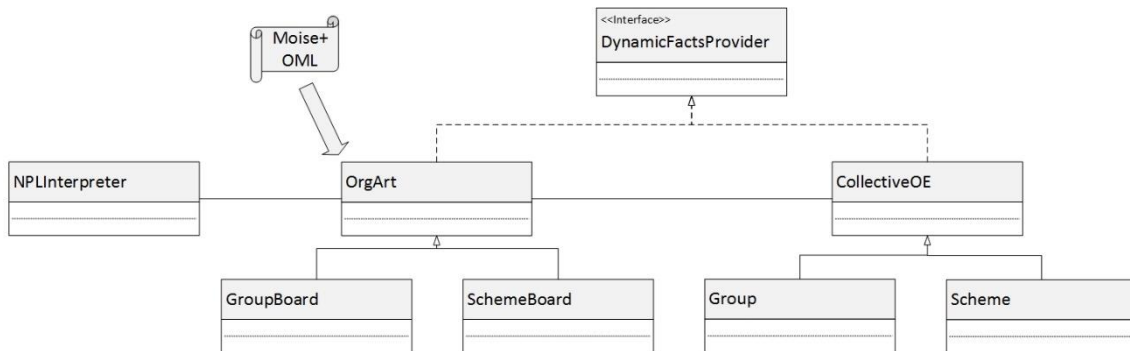 Moise+
OML
<<Interface>>
DynamicFactsProvider
NPLInterpreter
OrgArt
CollectiveOE
GroupBoard
SchemeBoard
Group
Scheme